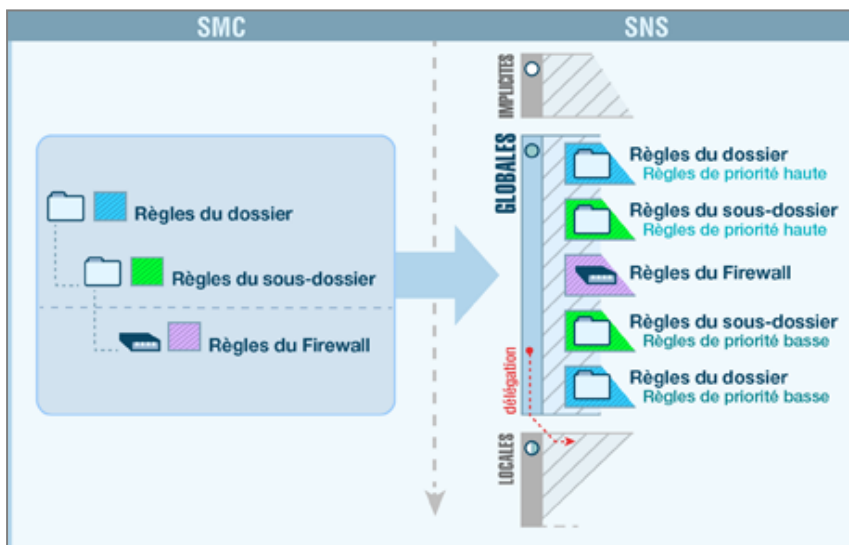 SMC
SNS
Règles du dossier
Règles du sous-dossier
Règles du Firewall
IMPLICITES
GLOBALES
Règles du dossier
Règles de priorité haute
Règles du sous-dossier
Règles de priorité haute
Règles du Firewall
Règles du sous-dossier
Règles de priorité basse
Règles du dossier
Règles de priorité basse
délégation
LOCALES